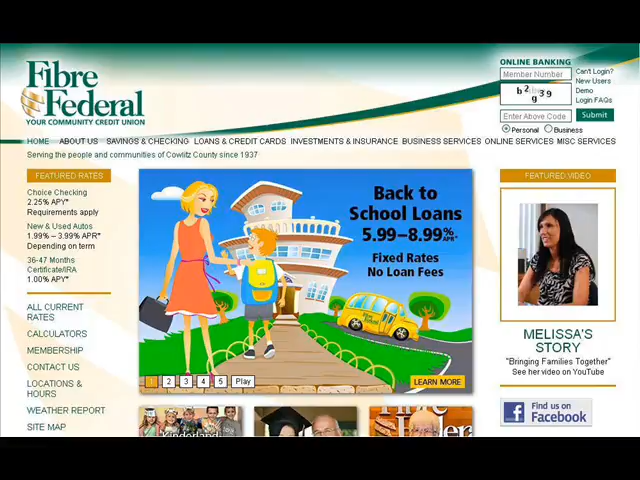 Fibre
Federal
YOUR COMMUNITY CREDIT UNION
ONLINE BANKING
Member Number
Can't Login?
New Users
Demo
Login FAQs
Enter Above Code
Submit
Personal
Business
HOME ABOUT US SAVINGS & CHECKING LOANS & CREDIT CARDS INVESTMENTS & INSURANCE BUSINESS SERVICES ONLINE SERVICES MISC SERVICES
Serving the people and communities of Cowlitz County since 1937
FEATURED RATES
Choice Checking
2.25% APY*
Requirements apply
New & Used Autos
1.99% – 3.99% APR*
Depending on term
36-47 Months
Certificate/IRA
1.00% APY*
ALL CURRENT
RATES
CALCULATORS
MEMBERSHIP
CONTACT US
LOCATIONS &
HOURS
WEATHER REPORT
SITE MAP
Back to
School Loans
5.99–8.99% APR*
Fixed Rates
No Loan Fees
1 2 3 4 5 Play
LEARN MORE
FEATURED VIDEO
MELISSA'S
STORY
"Bringing Families Together"
See her video on YouTube
Find us on
Facebook
kinderland
Fibre
Federal